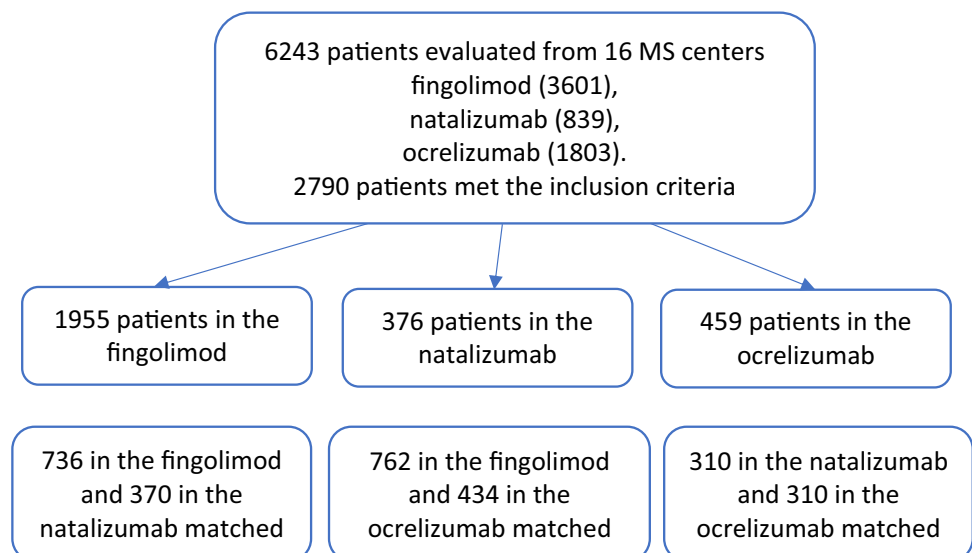 6243 patients evaluated from 16 MS centers
fingolimod (3601),
natalizumab (839),
ocrelizumab (1803).
2790 patients met the inclusion criteria
1955 patients in the
fingolimod
376 patients in the
natalizumab
459 patients in the
ocrelizumab
736 in the fingolimod
and 370 in the
natalizumab matched
762 in the fingolimod
and 434 in the
ocrelizumab matched
310 in the natalizumab
and 310 in the
ocrelizumab matched